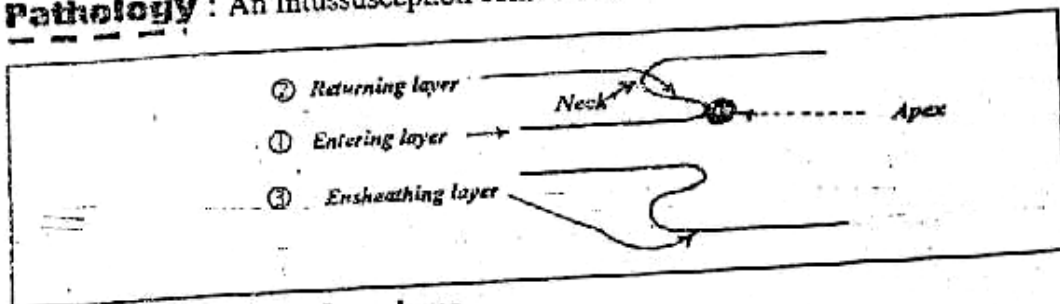 Pathology : An Intussusception
② Returning layer
Neck
① Entering layer
Apex
③ Ensheathing layer